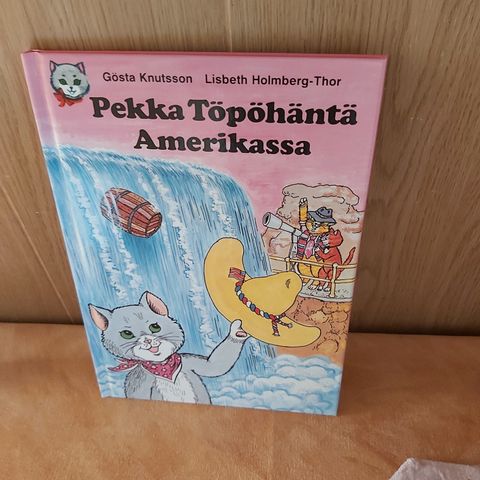 Gösta Knutsson Lisbeth Holmberg-Thor
Pekka Töpöhäntä
Amerikassa